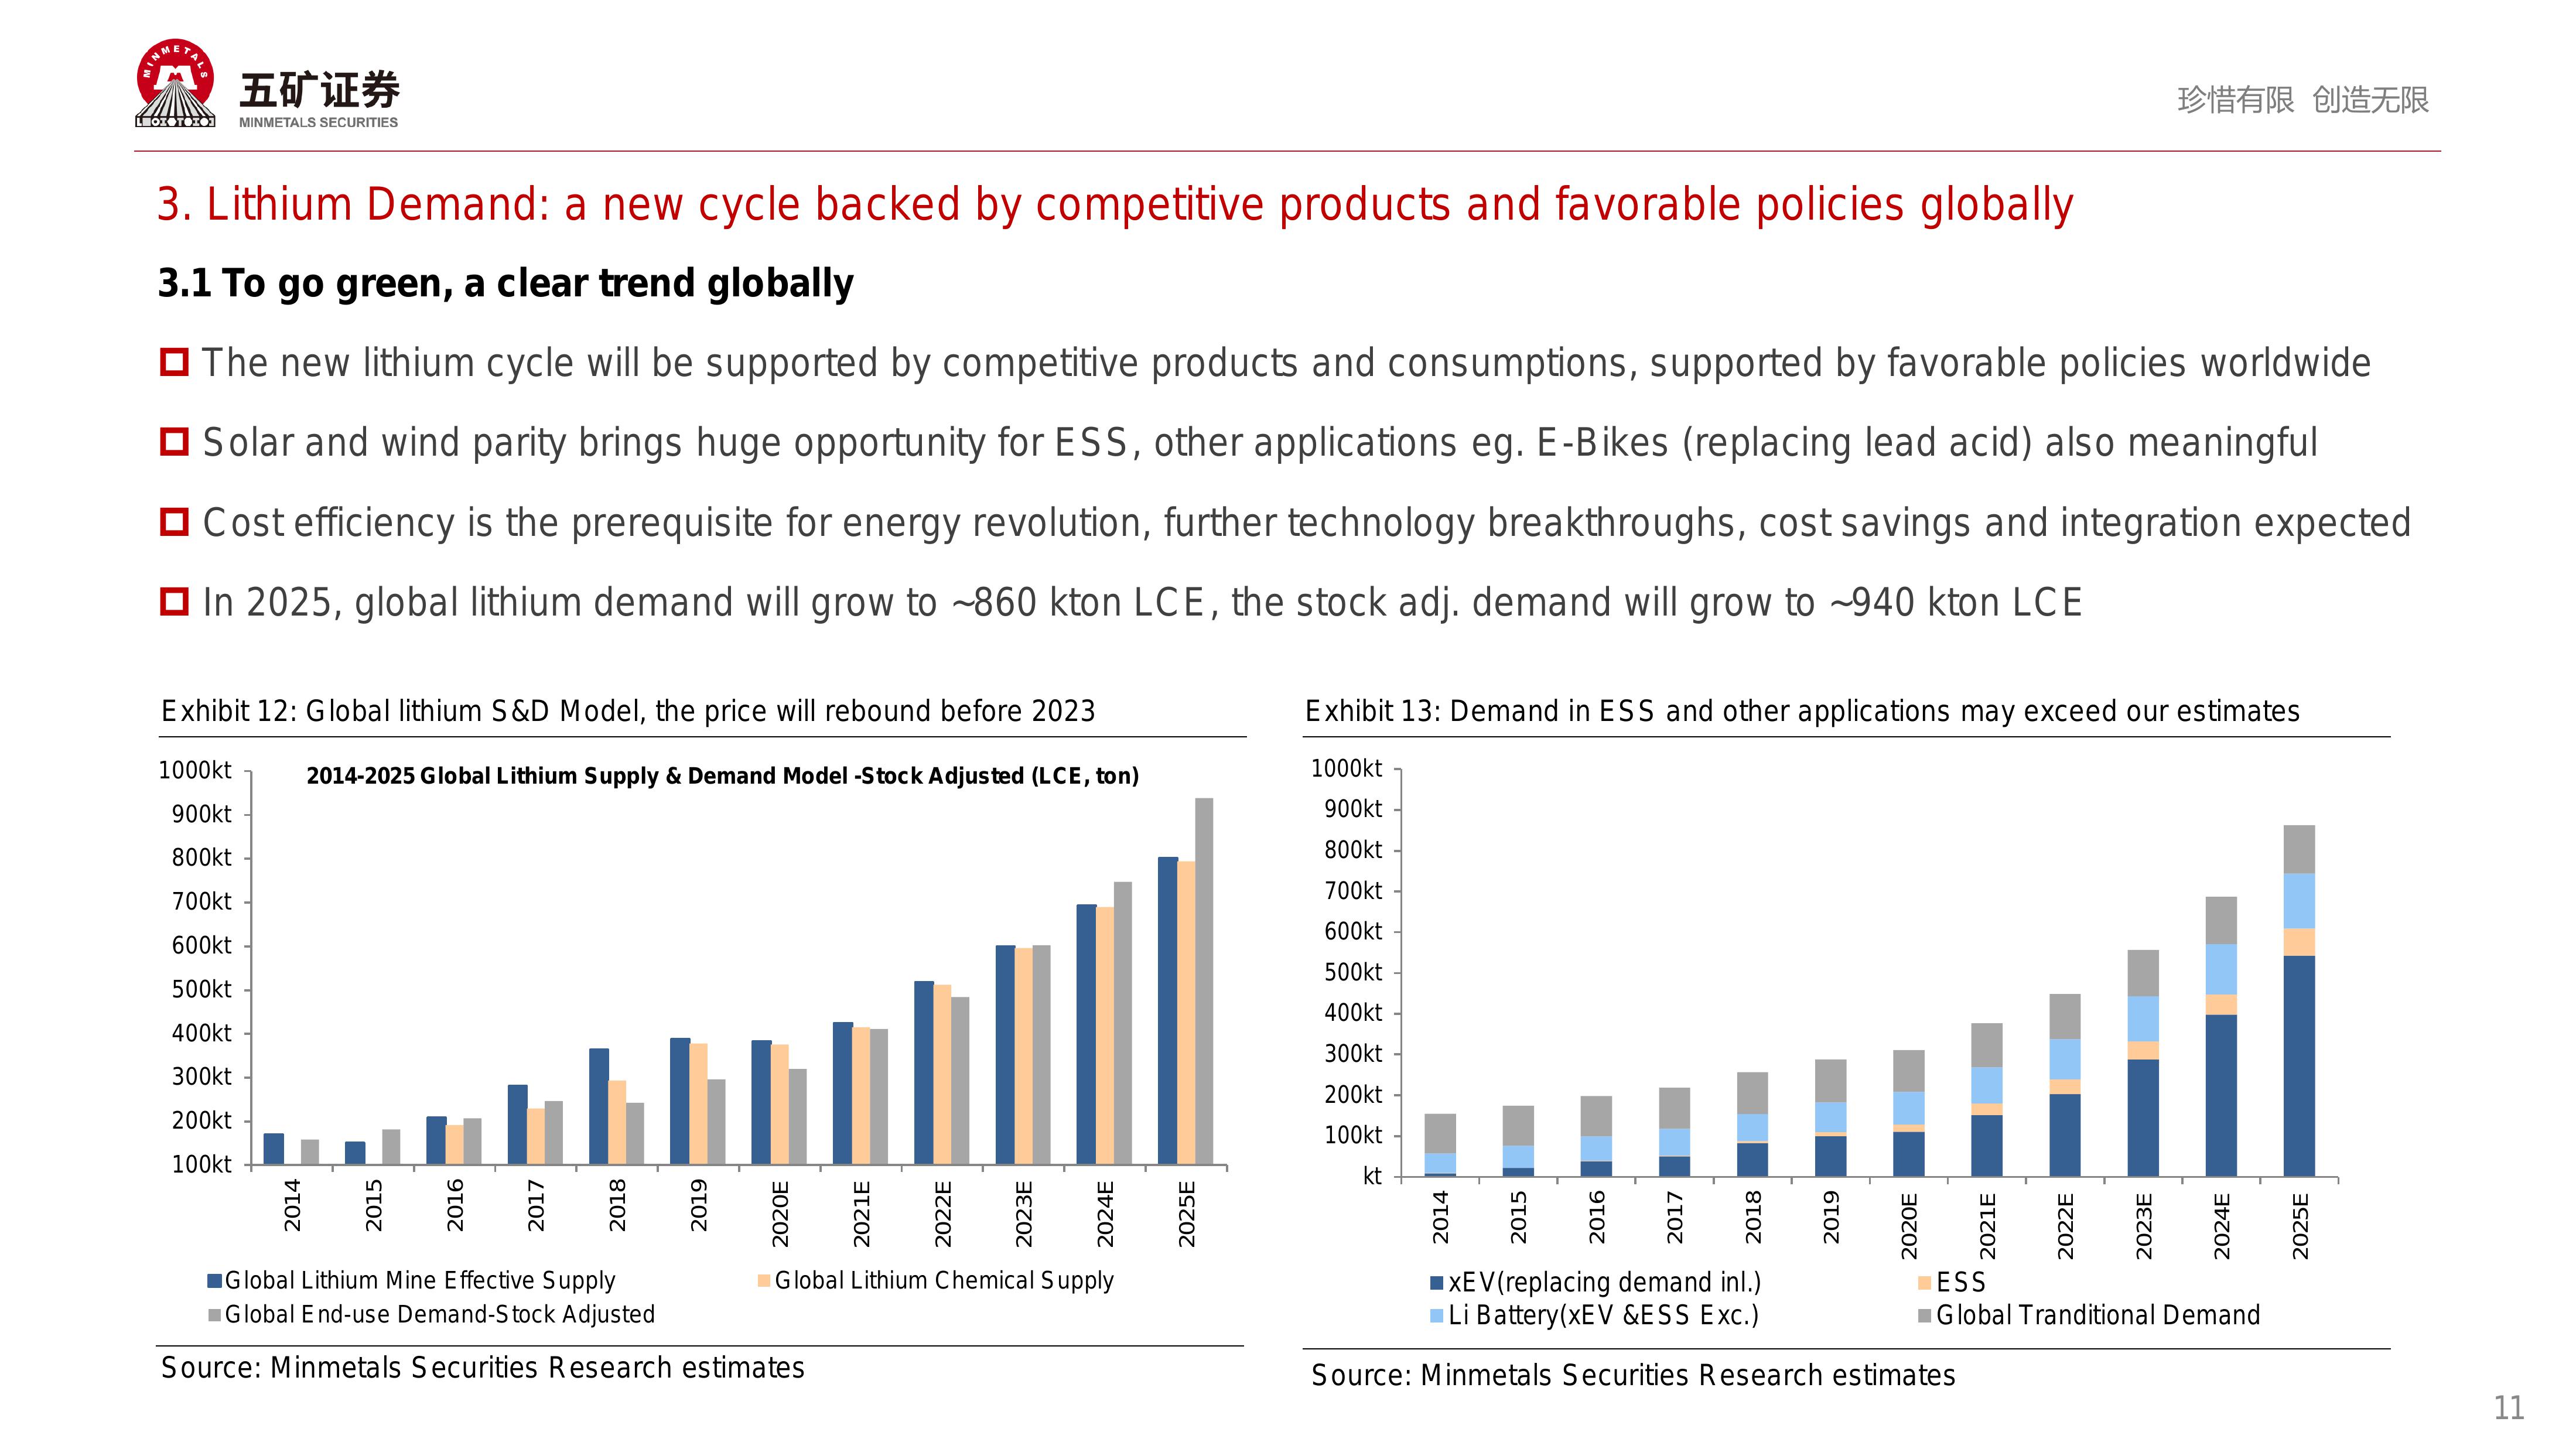 MINMETALS
五矿证券
MINMETALS SECURITIES
珍惜有限 创造无限
3. Lithium Demand: a new cycle backed by competitive products and favorable policies globally
3.1 To go green, a clear trend globally
The new lithium cycle will be supported by competitive products and consumptions, supported by favorable policies worldwide
Solar and wind parity brings huge opportunity for ESS, other applications eg. E-Bikes (replacing lead acid) also meaningful
Cost efficiency is the prerequisite for energy revolution, further technology breakthroughs, cost savings and integration expected
In 2025, global lithium demand will grow to ~860 kton LCE, the stock adj. demand will grow to ~940 kton LCE
Exhibit 12: Global lithium S&D Model, the price will rebound before 2023
2014-2025 Global Lithium Supply & Demand Model -Stock Adjusted (LCE, ton)
1000kt
900kt
800kt
700kt
600kt
500kt
400kt
300kt
200kt
100kt
2014 2015 2016 2017 2018 2019 2020E 2021E 2022E 2023E 2024E 2025E
Global Lithium Mine Effective Supply
Global Lithium Chemical Supply
Global End-use Demand-Stock Adjusted
Source: Minmetals Securities Research estimates
Exhibit 13: Demand in ESS and other applications may exceed our estimates
1000kt
900kt
800kt
700kt
600kt
500kt
400kt
300kt
200kt
100kt
kt
2014 2015 2016 2017 2018 2019 2020E 2021E 2022E 2023E 2024E 2025E
xEV(replacing demand inl.)
ESS
Li Battery(xEV &ESS Exc.)
Global Tranditional Demand
Source: Minmetals Securities Research estimates
11